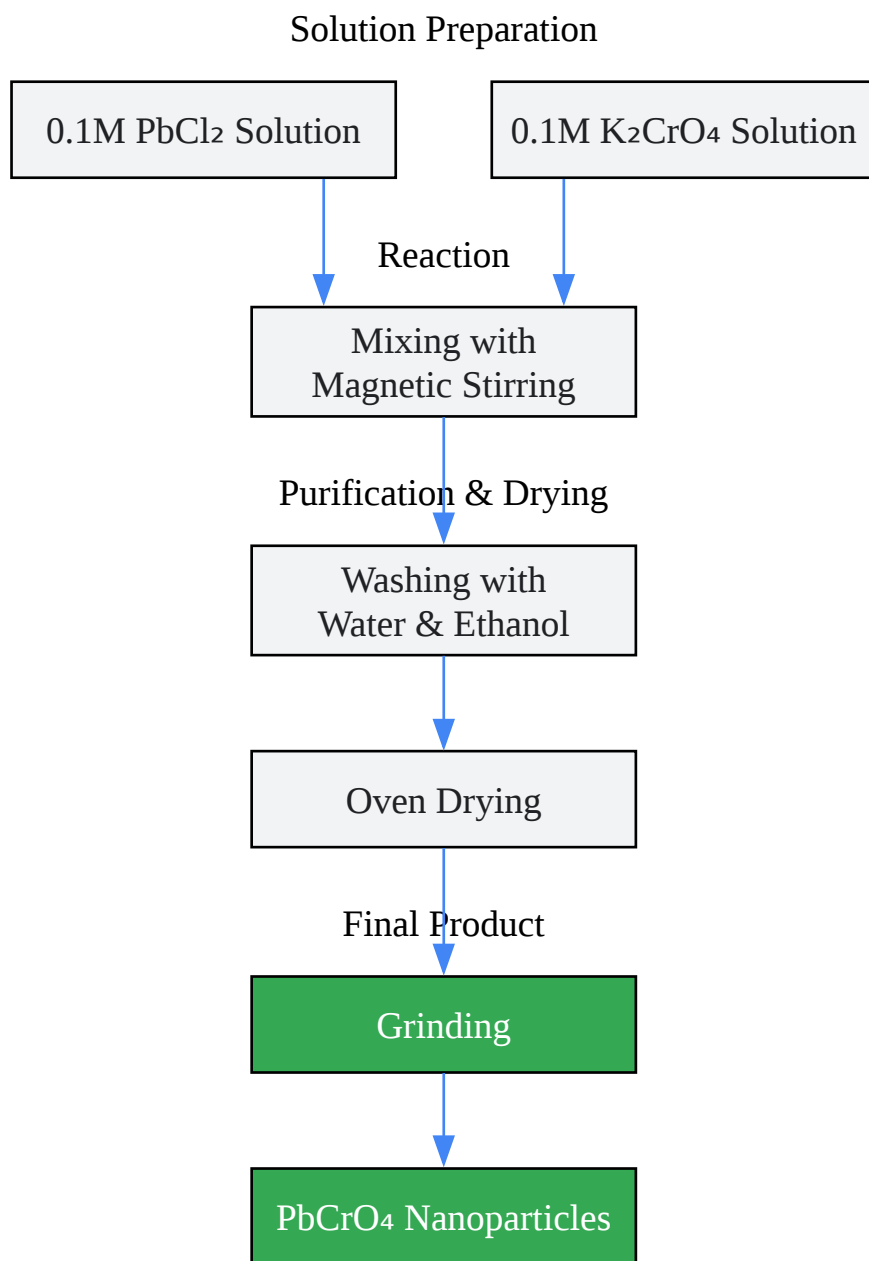 Solution Preparation
0.1M PbCl₂ Solution
0.1M K₂CrO₄ Solution
Reaction
Mixing with
Magnetic Stirring
Purification & Drying
Washing with
Water & Ethanol
Oven Drying
Final Product
Grinding
PbCrO₄ Nanoparticles